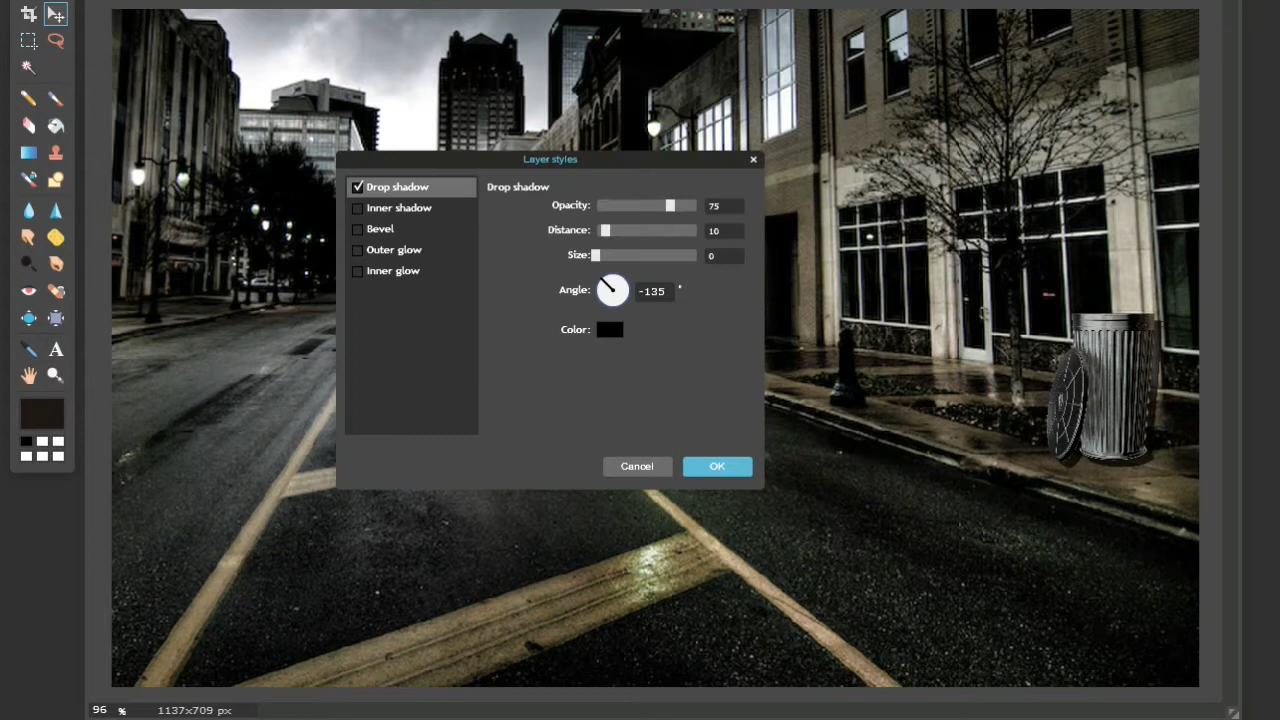 Layer styles
Drop shadow
Inner shadow
Bevel
Outer glow
Inner glow
Drop shadow
Opacity: 75
Distance: 10
Size: 0
Angle: -135 °
Color:
Cancel OK
96 % 1137x709 px